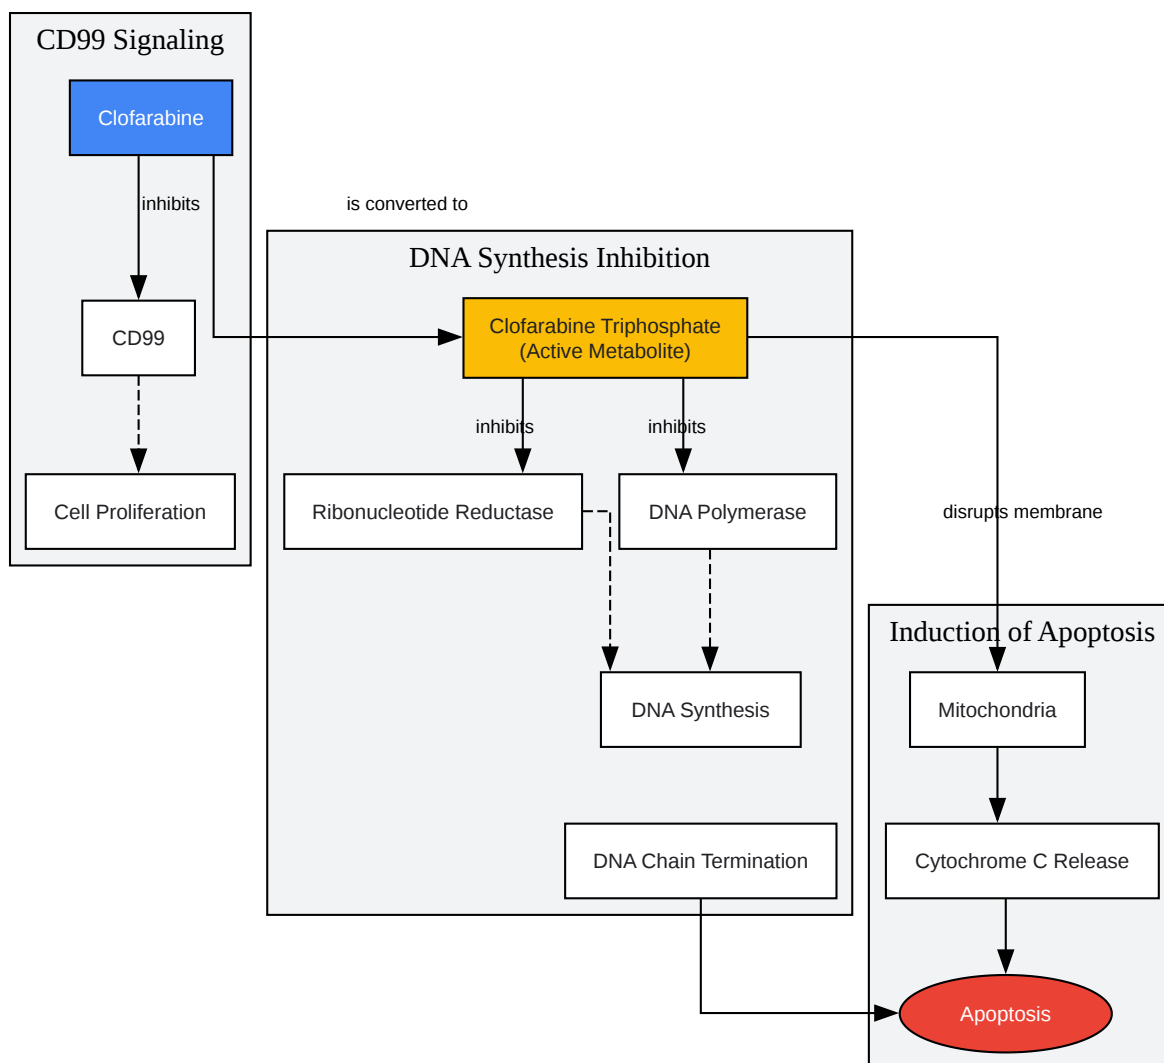 CD99 Signaling
Clofarabine
inhibits
is converted to
DNA Synthesis Inhibition
Clofarabine Triphosphate
(Active Metabolite)
CD99
inhibits
inhibits
Cell Proliferation
Ribonucleotide Reductase
DNA Polymerase
disrupts membrane
Induction of Apoptosis
DNA Synthesis
Mitochondria
DNA Chain Termination
Cytochrome C Release
Apoptosis